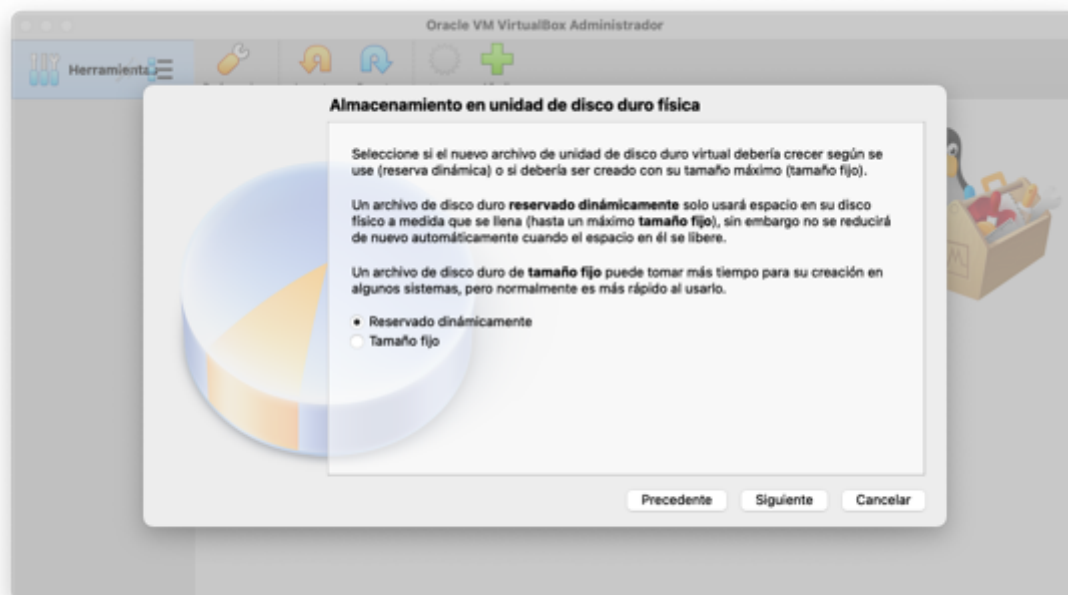 Oracle VM VirtualBox Administrador
Herramientas
Almacenamiento en unidad de disco duro física
Seleccione si el nuevo archivo de unidad de disco duro virtual debería crecer según se
use (reserva dinámica) o si debería ser creado con su tamaño máximo (tamaño fijo).
Un archivo de disco duro reservado dinámicamente solo usará espacio en su disco
físico a medida que se llena (hasta un máximo tamaño fijo), sin embargo no se reducirá
de nuevo automáticamente cuando el espacio en él se libere.
Un archivo de disco duro de tamaño fijo puede tomar más tiempo para su creación en
algunos sistemas, pero normalmente es más rápido al usarlo.
Reservado dinámicamente
Tamaño fijo
Precedente Siguiente Cancelar